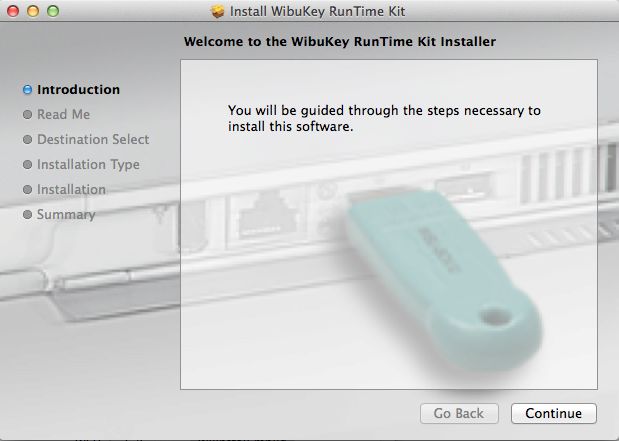 Install WibuKey RunTime Kit
Welcome to the WibuKey RunTime Kit Installer
Introduction
Read Me
Destination Select
Installation Type
Installation
Summary
You will be guided through the steps necessary to
install this software.
Go Back
Continue